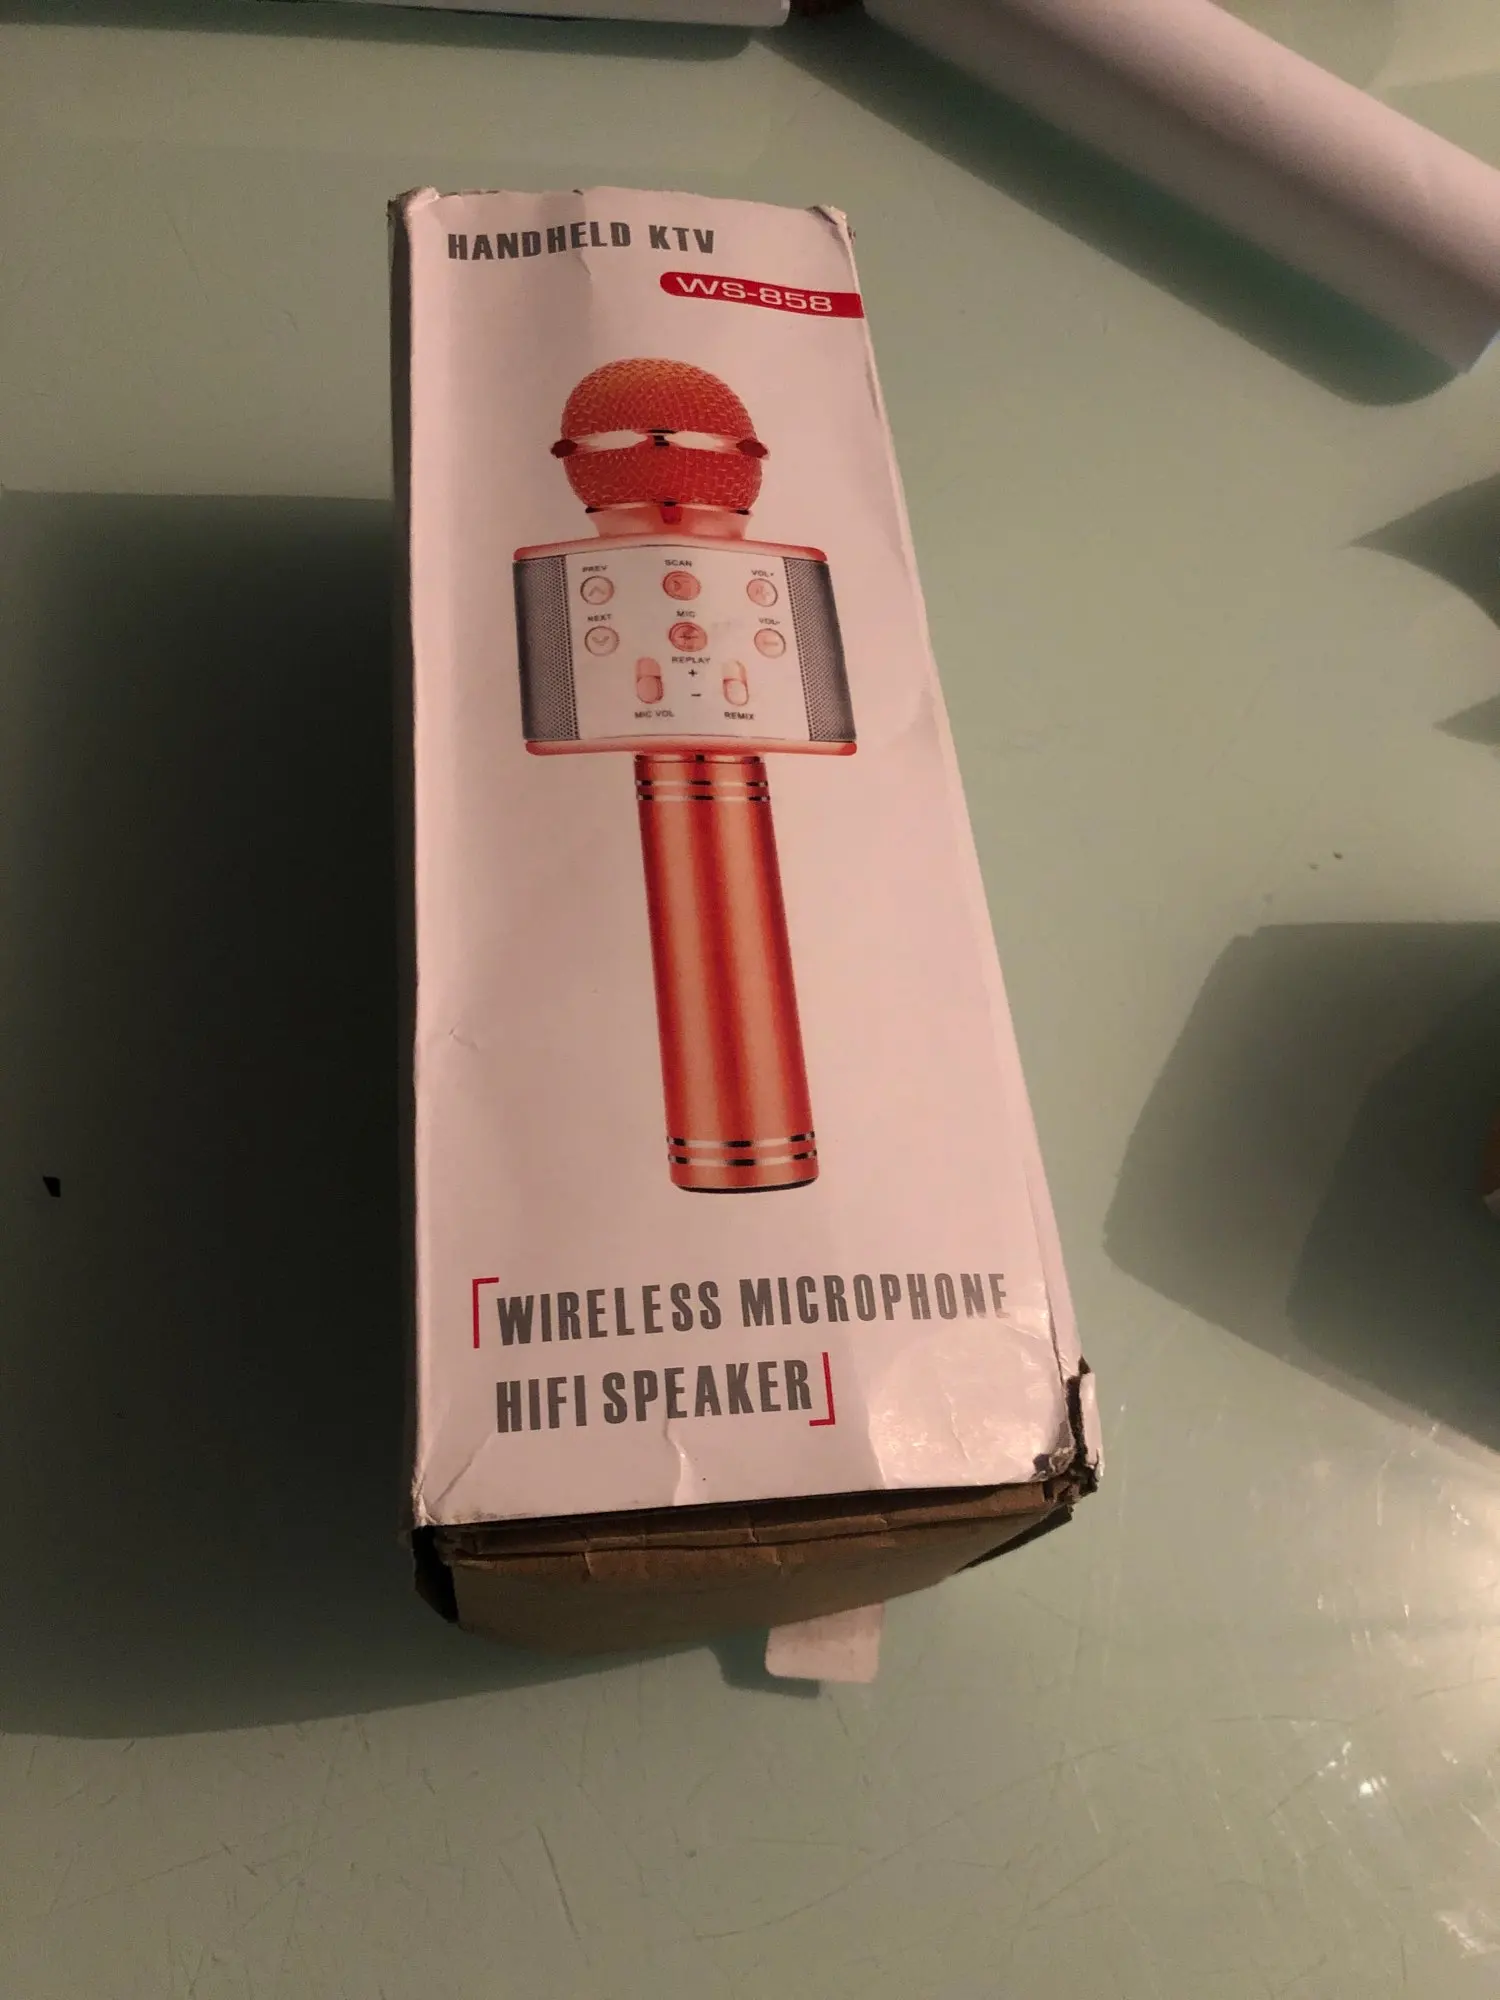 HANDHELD KTV
WS-858
PREV SCAN VOL+
NEXT MIC VOL-
REPLAY
+
-
MIC VOL REMIX
WIRELESS MICROPHONE
HIFI SPEAKER